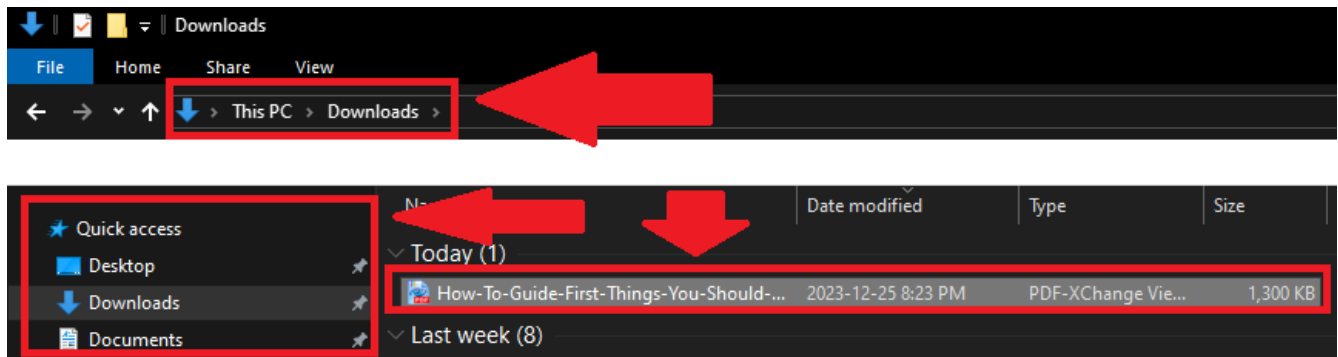 Downloads
File Home Share View
This PC > Downloads >
Date modified Type Size
Quick access
Today (1)
Desktop
How-To-Guide-First-Things-You-Should-... 2023-12-25 8:23 PM PDF-XChange Vie... 1,300 KB
Downloads
Last week (8)
Documents